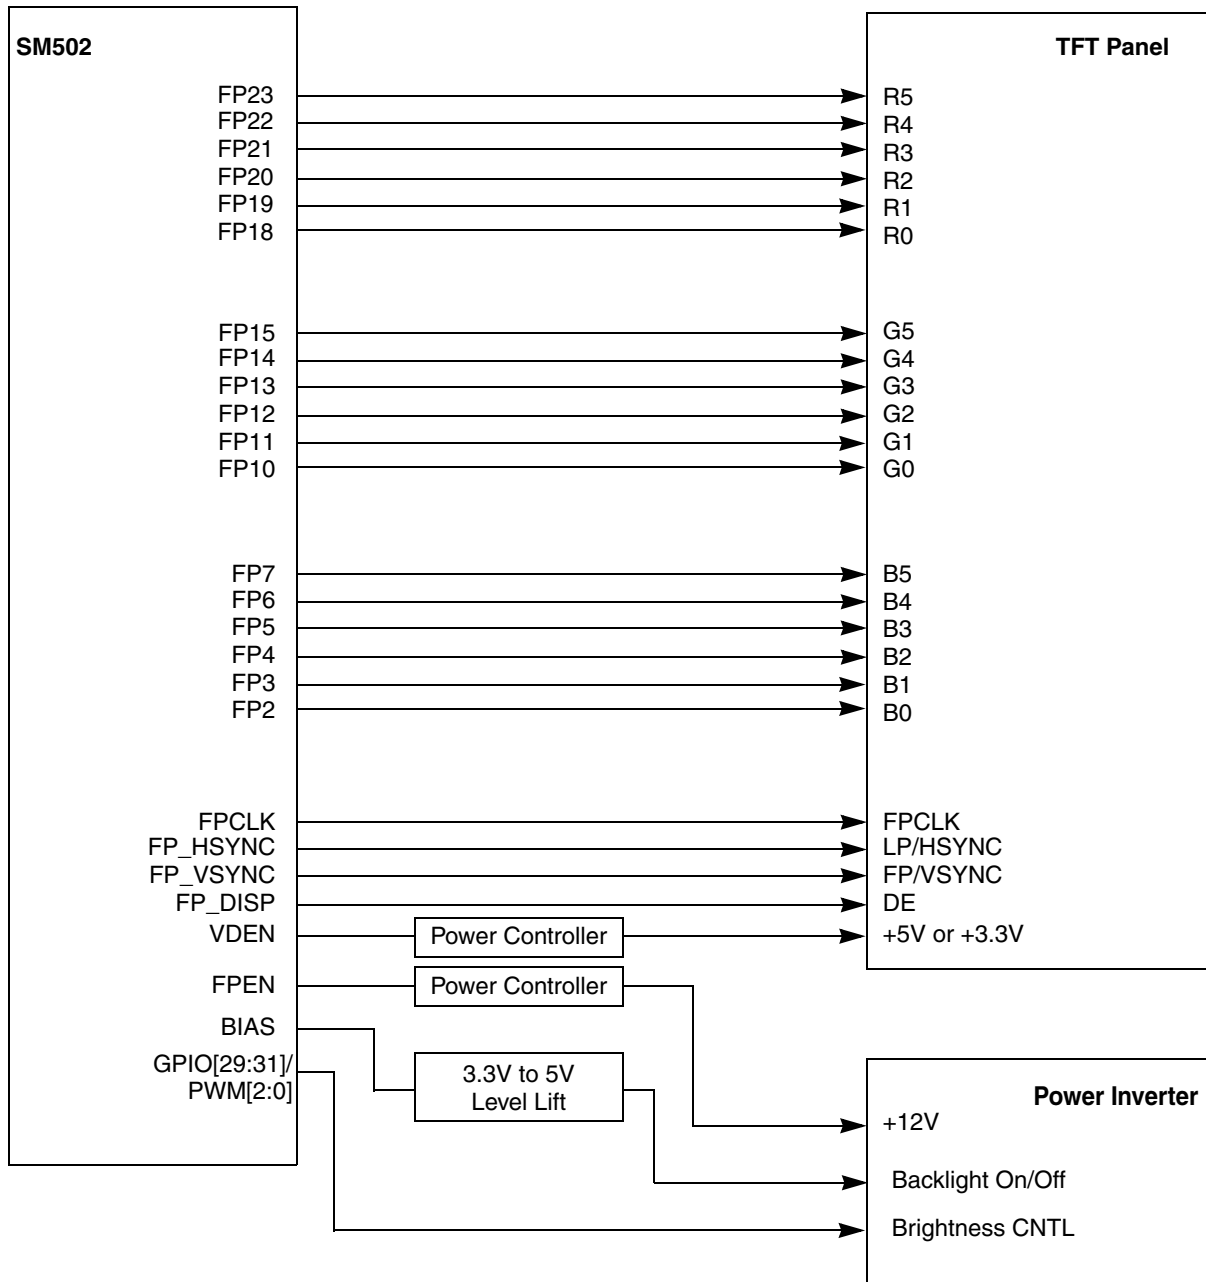 SM502
TFT Panel
FP23
R5
FP22
R4
FP21
R3
FP20
R2
FP19
R1
FP18
R0
FP15
G5
FP14
G4
FP13
G3
FP12
G2
FP11
G1
FP10
G0
FP7
B5
FP6
B4
FP5
B3
FP4
B2
FP3
B1
FP2
B0
FPCLK
FPCLK
FP_HSYNC
LP/HSYNC
FP_VSYNC
FP/VSYNC
FP_DISP
DE
VDEN
Power Controller
+5V or +3.3V
FPEN
Power Controller
BIAS
GPIO[29:31]/
PWM[2:0]
3.3V to 5V
Level Lift
Power Inverter
+12V
Backlight On/Off
Brightness CNTL